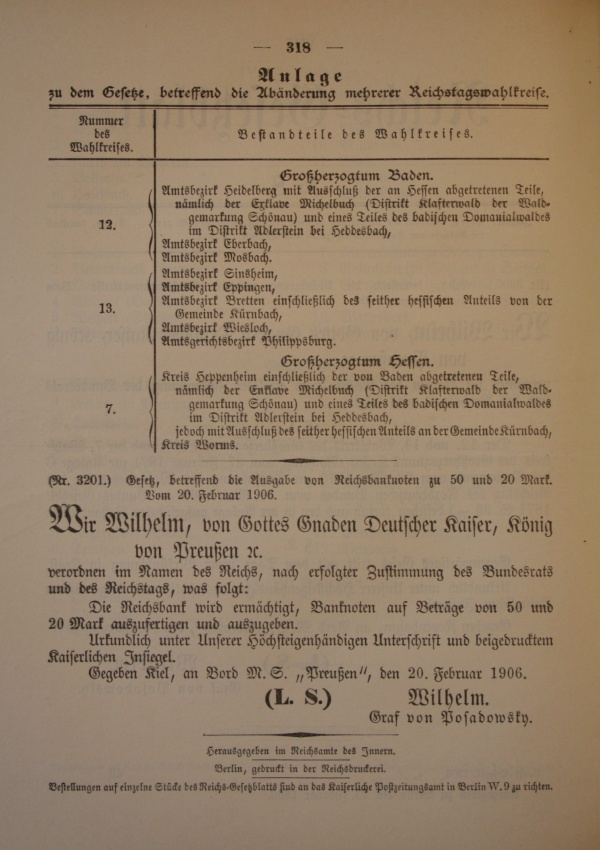 — 318 —
Anlage
zu dem Gesetze, betreffend die Abänderung mehrerer Reichstagswahlkreise.
Nummer
des
Wahlkreises.
Bestandteile des Wahlkreises.
Großherzogtum Baden.
12.
Amtsbezirk Heidelberg mit Ausschluß der an Hessen abgetretenen Teile,
nämlich der Exklave Michelbuch (Distrikt Klafterwald der Wald-
gemarkung Schönau) und eines Teiles des badischen Domanialwaldes
im Distrikt Adlerstein bei Heddesbach,
Amtsbezirk Eberbach,
Amtsbezirk Mosbach.
13.
Amtsbezirk Sinsheim,
Amtsbezirk Eppingen,
Amtsbezirk Bretten einschließlich des seither hessischen Anteils von der
Gemeinde Kürnbach,
Amtsbezirk Wiesloch,
Amtsgerichtsbezirk Philippsburg.
Großherzogtum Hessen.
7.
Kreis Heppenheim einschließlich der von Baden abgetretenen Teile,
nämlich der Enklave Michelbuch (Distrikt Klafterwald der Wald-
gemarkung Schönau) und eines Teiles des badischen Domanialwaldes
im Distrikt Adlerstein bei Heddesbach,
jedoch mit Ausschluß des seither hessischen Anteils an der Gemeinde Kürnbach,
Kreis Worms.
(Nr. 3201.) Gesetz, betreffend die Ausgabe von Reichsbanknoten zu 50 und 20 Mark.
Vom 20. Februar 1906.
Wir Wilhelm, von Gottes Gnaden Deutscher Kaiser, König
von Preußen ꝛc.
verordnen im Namen des Reichs, nach erfolgter Zustimmung des Bundesrats
und des Reichstags, was folgt:
Die Reichsbank wird ermächtigt, Banknoten auf Beträge von 50 und
20 Mark auszufertigen und auszugeben.
Urkundlich unter Unserer Höchsteigenhändigen Unterschrift und beigedrucktem
Kaiserlichen Insiegel.
Gegeben Kiel, an Bord M. S. „Preußen", den 20. Februar 1906.
(L. S.) Wilhelm.
Graf von Posadowsky.
Herausgegeben im Reichsamte des Innern.
Berlin, gedruckt in der Reichsdruckerei.
Bestellungen auf einzelne Stücke des Reichs-Gesetzblatts sind an das Kaiserliche Postzeitungsamt in Berlin W. 9 zu richten.